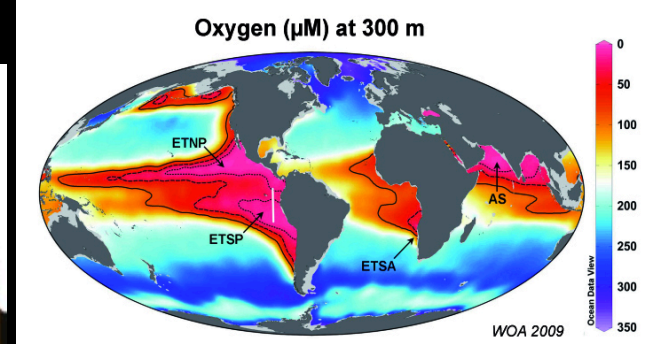 Oxygen (µM) at 300 m
ETNP
ETSP
ETSA
AS
0
50
100
150
200
250
300
350
Ocean Data View
WOA 2009